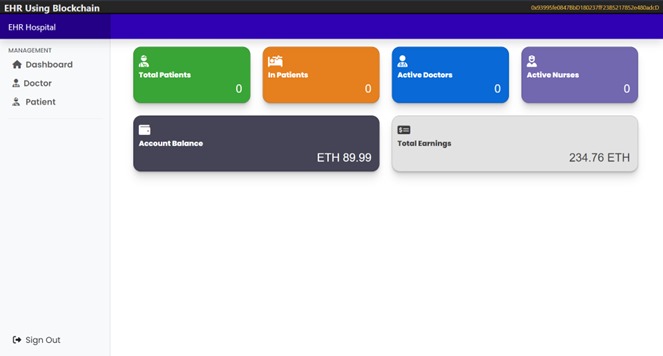 EHR Using Blockchain
0x93995fe0847BbD180237fF2385217852e480adcD
EHR Hospital
MANAGEMENT
Dashboard
Doctor
Patient
Total Patients
0
In Patients
0
Active Doctors
0
Active Nurses
0
Account Balance
ETH 89.99
Total Earnings
234.76 ETH
Sign Out